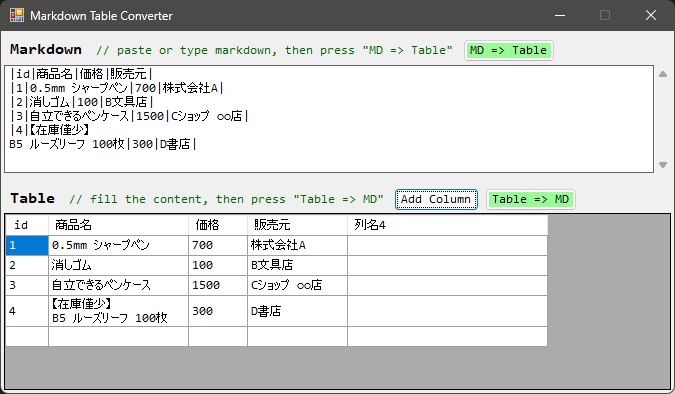 Markdown Table Converter
Markdown // paste or type markdown, then press "MD => Table" MD => Table
|id|商品名|価格|販売元|
|1|0.5mm シャープペン|700|株式会社A|
|2|消しゴム|100|B文具店|
|3|自立できるペンケース|1500|Cショップ ○○店|
|4|【在庫僅少】
B5 ルーズリーフ 100枚|300|D書店|
Table // fill the content, then press "Table => MD" Add Column Table => MD
id 商品名 価格 販売元 列名4
1 0.5mm シャープペン 700 株式会社A
2 消しゴム 100 B文具店
3 自立できるペンケース 1500 Cショップ ○○店
4 【在庫僅少】
B5 ルーズリーフ 100枚 300 D書店